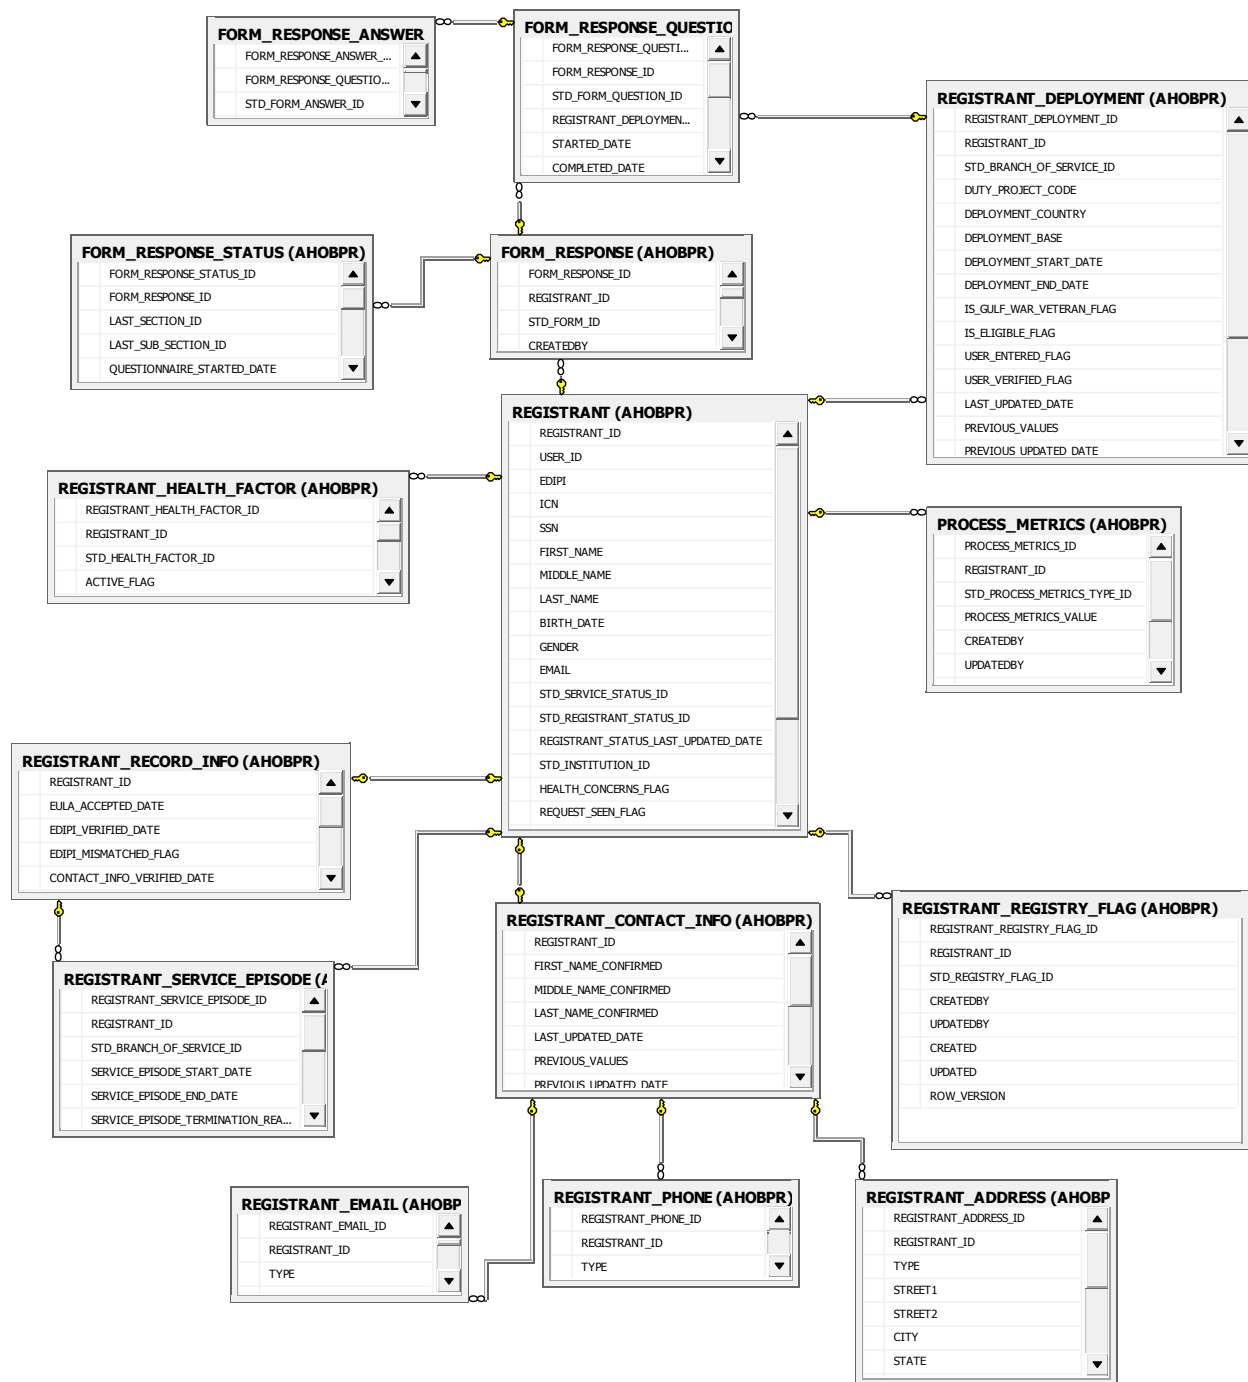 FORM_RESPONSE_ANSWER
FORM_RESPONSE_ANSWER_...
FORM_RESPONSE_QUESTIO...
STD_FORM_ANSWER_ID
FORM_RESPONSE_QUESTIO
FORM_RESPONSE_QUESTI...
FORM_RESPONSE_ID
STD_FORM_QUESTION_ID
REGISTRANT_DEPLOYMEN...
STARTED_DATE
COMPLETED_DATE
REGISTRANT_DEPLOYMENT (AHOBPR)
REGISTRANT_DEPLOYMENT_ID
REGISTRANT_ID
STD_BRANCH_OF_SERVICE_ID
DUTY_PROJECT_CODE
DEPLOYMENT_COUNTRY
DEPLOYMENT_BASE
DEPLOYMENT_START_DATE
DEPLOYMENT_END_DATE
IS_GULF_WAR_VETERAN_FLAG
IS_ELIGIBLE_FLAG
USER_ENTERED_FLAG
USER_VERIFIED_FLAG
LAST_UPDATED_DATE
PREVIOUS_VALUES
PREVIOUS_UPDATED_DATE
FORM_RESPONSE_STATUS (AHOBPR)
FORM_RESPONSE_STATUS_ID
FORM_RESPONSE_ID
LAST_SECTION_ID
LAST_SUB_SECTION_ID
QUESTIONNAIRE_STARTED_DATE
FORM_RESPONSE (AHOBPR)
FORM_RESPONSE_ID
REGISTRANT_ID
STD_FORM_ID
CREATEDBY
REGISTRANT (AHOBPR)
REGISTRANT_ID
USER_ID
EDIPI
ICN
SSN
FIRST_NAME
MIDDLE_NAME
LAST_NAME
BIRTH_DATE
GENDER
EMAIL
STD_SERVICE_STATUS_ID
STD_REGISTRANT_STATUS_ID
REGISTRANT_STATUS_LAST_UPDATED_DATE
STD_INSTITUTION_ID
HEALTH_CONCERNS_FLAG
REQUEST_SEEN_FLAG
REGISTRANT_HEALTH_FACTOR (AHOBPR)
REGISTRANT_HEALTH_FACTOR_ID
REGISTRANT_ID
STD_HEALTH_FACTOR_ID
ACTIVE_FLAG
PROCESS_METRICS (AHOBPR)
PROCESS_METRICS_ID
REGISTRANT_ID
STD_PROCESS_METRICS_TYPE_ID
PROCESS_METRICS_VALUE
CREATEDBY
UPDATEDBY
REGISTRANT_RECORD_INFO (AHOBPR)
REGISTRANT_ID
EULA_ACCEPTED_DATE
EDIPI_VERIFIED_DATE
EDIPI_MISMATCHED_FLAG
CONTACT_INFO_VERIFIED_DATE
REGISTRANT_SERVICE_EPISODE (A
REGISTRANT_SERVICE_EPISODE_ID
REGISTRANT_ID
STD_BRANCH_OF_SERVICE_ID
SERVICE_EPISODE_START_DATE
SERVICE_EPISODE_END_DATE
SERVICE_EPISODE_TERMINATION_REA...
REGISTRANT_CONTACT_INFO (AHOBPR)
REGISTRANT_ID
FIRST_NAME_CONFIRMED
MIDDLE_NAME_CONFIRMED
LAST_NAME_CONFIRMED
LAST_UPDATED_DATE
PREVIOUS_VALUES
PREVIOUS_UPDATED_DATE
REGISTRANT_REGISTRY_FLAG (AHOBPR)
REGISTRANT_REGISTRY_FLAG_ID
REGISTRANT_ID
STD_REGISTRY_FLAG_ID
CREATEDBY
UPDATEDBY
CREATED
UPDATED
ROW_VERSION
REGISTRANT_EMAIL (AHOBP
REGISTRANT_EMAIL_ID
REGISTRANT_ID
TYPE
REGISTRANT_PHONE (AHOBPR)
REGISTRANT_PHONE_ID
REGISTRANT_ID
TYPE
REGISTRANT_ADDRESS (AHOBP
REGISTRANT_ADDRESS_ID
REGISTRANT_ID
TYPE
STREET1
STREET2
CITY
STATE